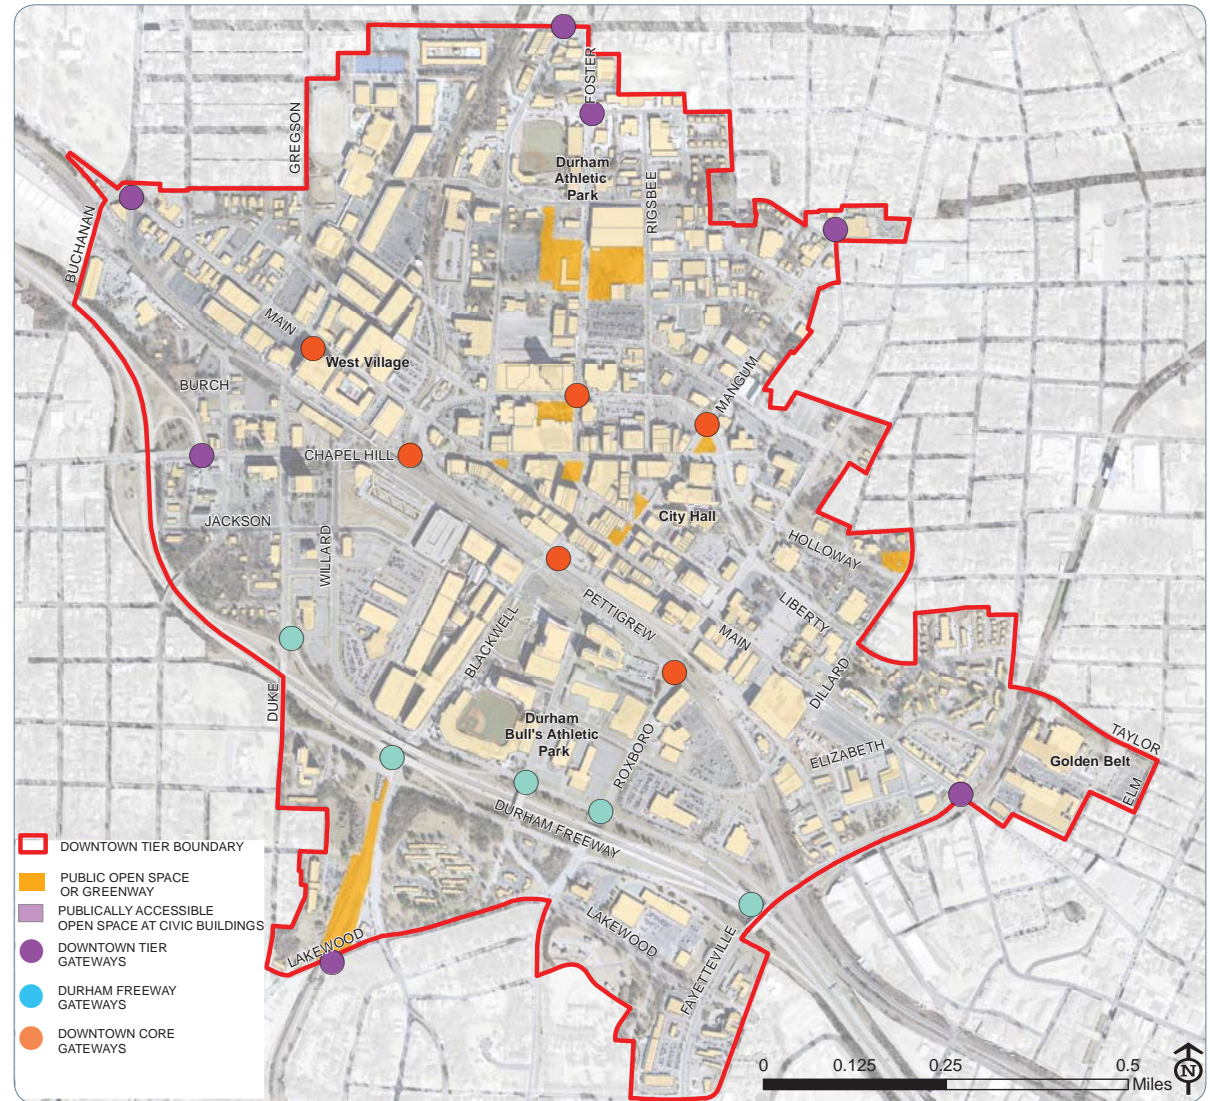 FOSTER
GREGSON
Durham
Athletic
Park
RIGSBEE
BUCHANAN
MAIN
West Village
BURCH
MANGUM
CHAPEL HILL
JACKSON
City Hall
WILLARD
HOLLOWAY
PETTIGREW
LIBERTY
BLACKWELL
MAIN
DILLARD
DUKE
Durham
Bull's Athletic
Park
ROXBORO
ELIZABETH
TAYLOR
Golden Belt
ELM
DURHAM FREEWAY
LAKEWOOD
LAKEWOOD
FAYETTEVILLE
DOWNTOWN TIER BOUNDARY
PUBLIC OPEN SPACE
OR GREENWAY
PUBLICALLY ACCESSIBLE
OPEN SPACE AT CIVIC BUILDINGS
DOWNTOWN TIER
GATEWAYS
DURHAM FREEWAY
GATEWAYS
DOWNTOWN CORE
GATEWAYS
0 0.125 0.25 0.5
Miles
N